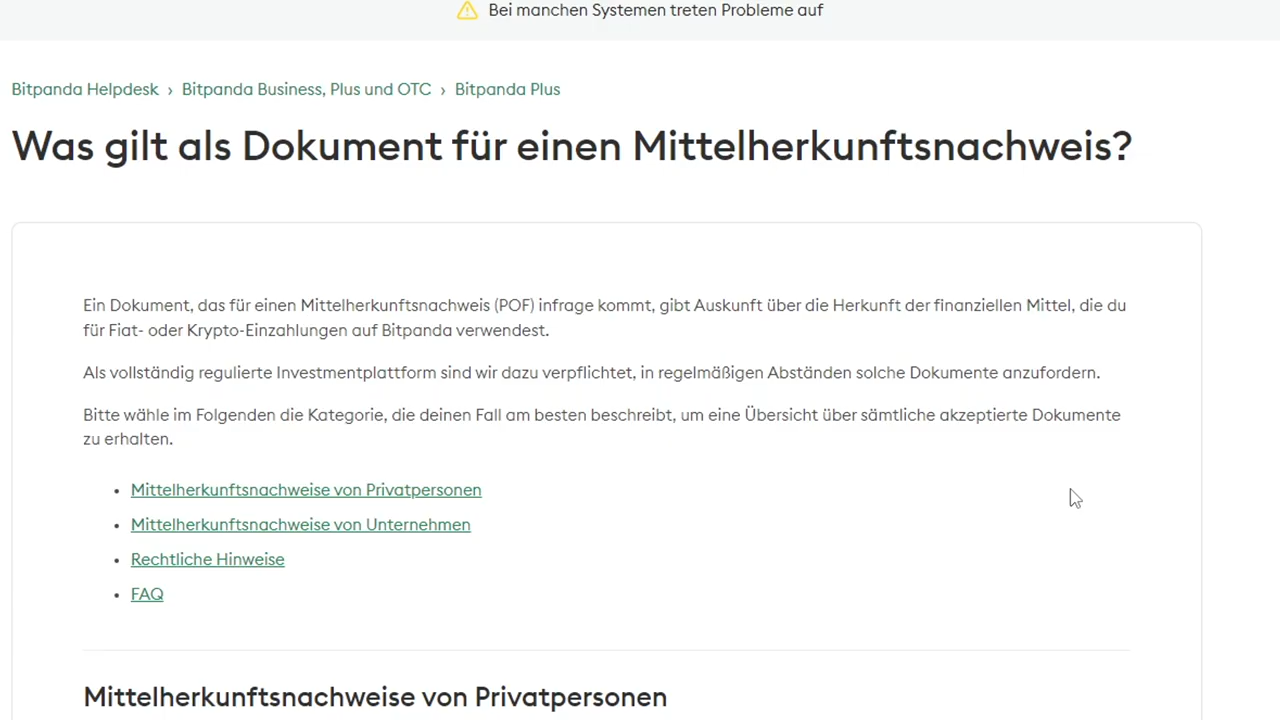 Bei manchen Systemen treten Probleme auf
Bitpanda Helpdesk › Bitpanda Business, Plus und OTC › Bitpanda Plus
Was gilt als Dokument für einen Mittelherkunftsnachweis?
Ein Dokument, das für einen Mittelherkunftsnachweis (POF) infrage kommt, gibt Auskunft über die Herkunft der finanziellen Mittel, die du
für Fiat- oder Krypto-Einzahlungen auf Bitpanda verwendest.
Als vollständig regulierte Investmentplattform sind wir dazu verpflichtet, in regelmäßigen Abständen solche Dokumente anzufordern.
Bitte wähle im Folgenden die Kategorie, die deinen Fall am besten beschreibt, um eine Übersicht über sämtliche akzeptierte Dokumente
zu erhalten.
• Mittelherkunftsnachweise von Privatpersonen
• Mittelherkunftsnachweise von Unternehmen
• Rechtliche Hinweise
• FAQ
Mittelherkunftsnachweise von Privatpersonen